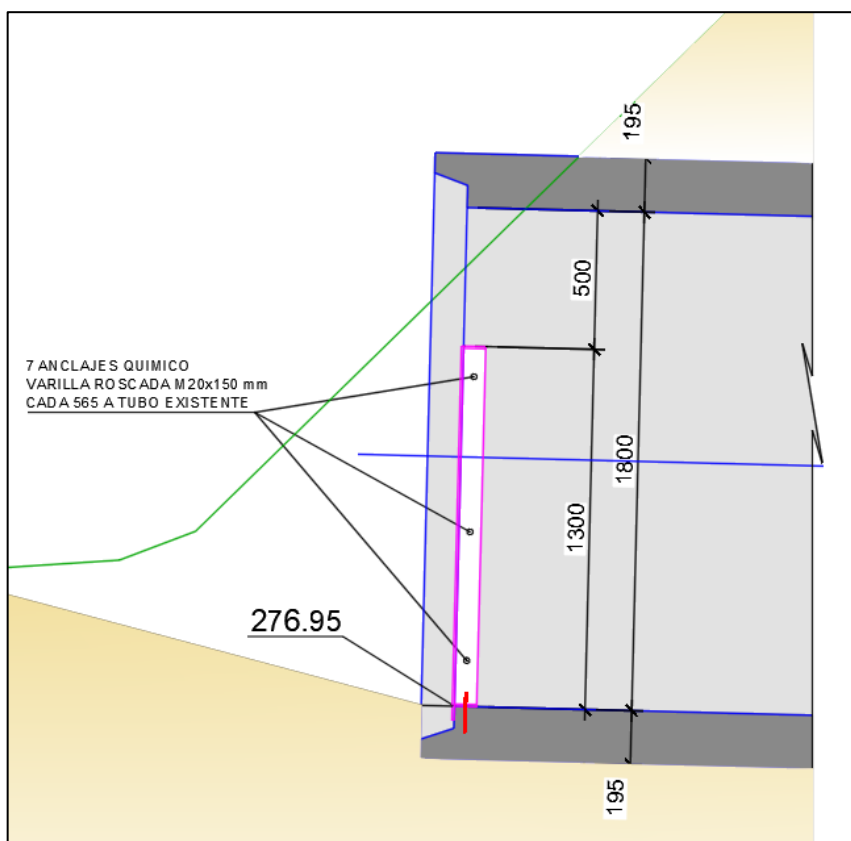 195
500
7 ANCLAJES QUIMICO
VARILLA ROSCADA M20x150 mm
CADA 565 A TUBO EXISTENTE
1800
1300
276.95
195